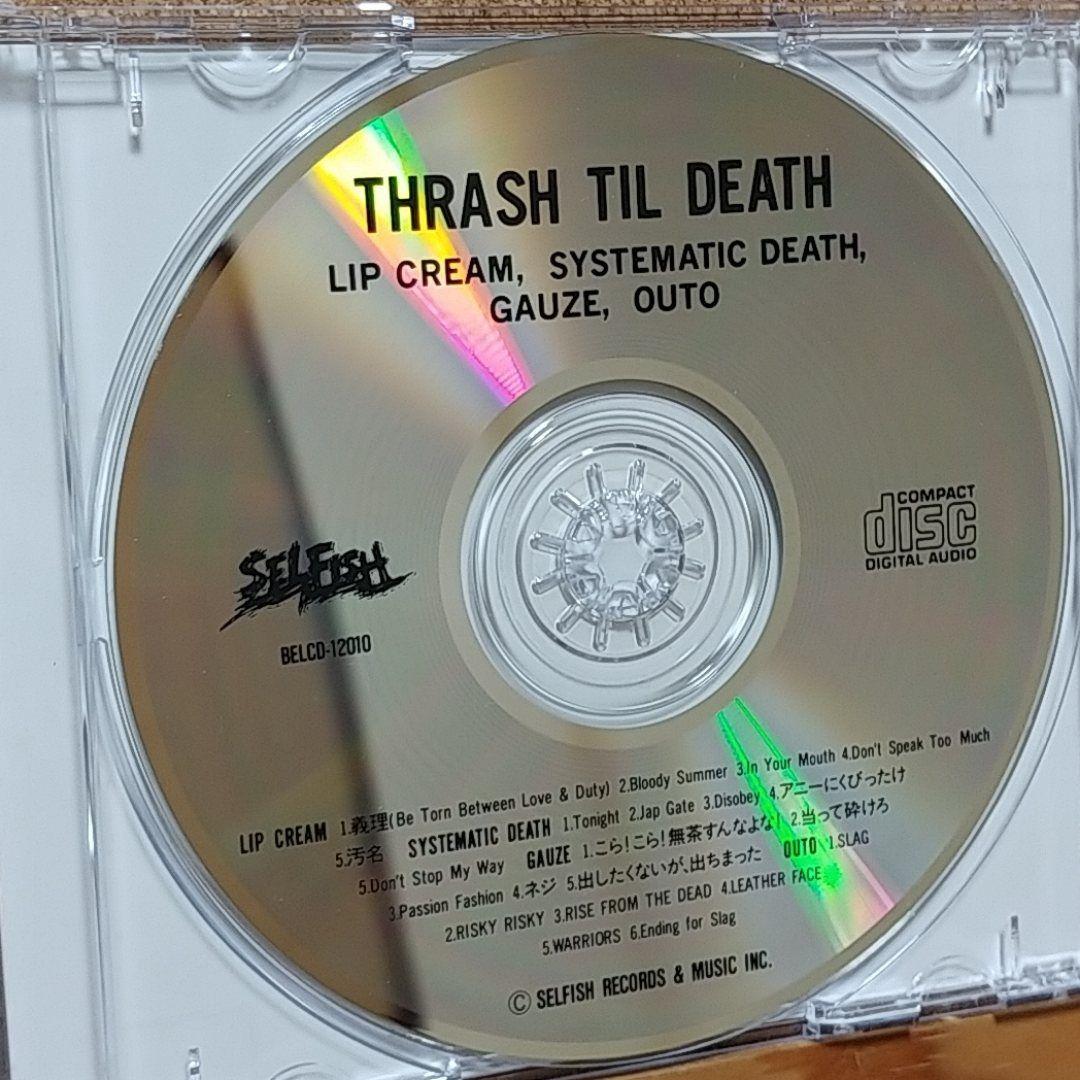 THRASH TIL DEATH
LIP CREAM, SYSTEMATIC DEATH,
GAUZE, OUTO
COMPACT
disc
DIGITAL AUDIO
SELFISH
BELCD-12010
LIP CREAM 1.義理(Be Torn Between Love & Duty) 2.Bloody Summer 3.In Your Mouth 4.Don't Speak Too Much
5.汚名 SYSTEMATIC DEATH 1.Tonight 2.Jap Gate 3.Disobey 4.アニーにくびったけ
5.Don't Stop My Way GAUZE 1.こら!こら!無茶すんなよな! 2.当って砕けろ
3.Passion Fashion 4.ネジ 5.出したくないが、出ちまった OUTO 1.SLAG
2.RISKY RISKY 3.RISE FROM THE DEAD 4.LEATHER FACE
5.WARRIORS 6.Ending for Slag
© SELFISH RECORDS & MUSIC INC.